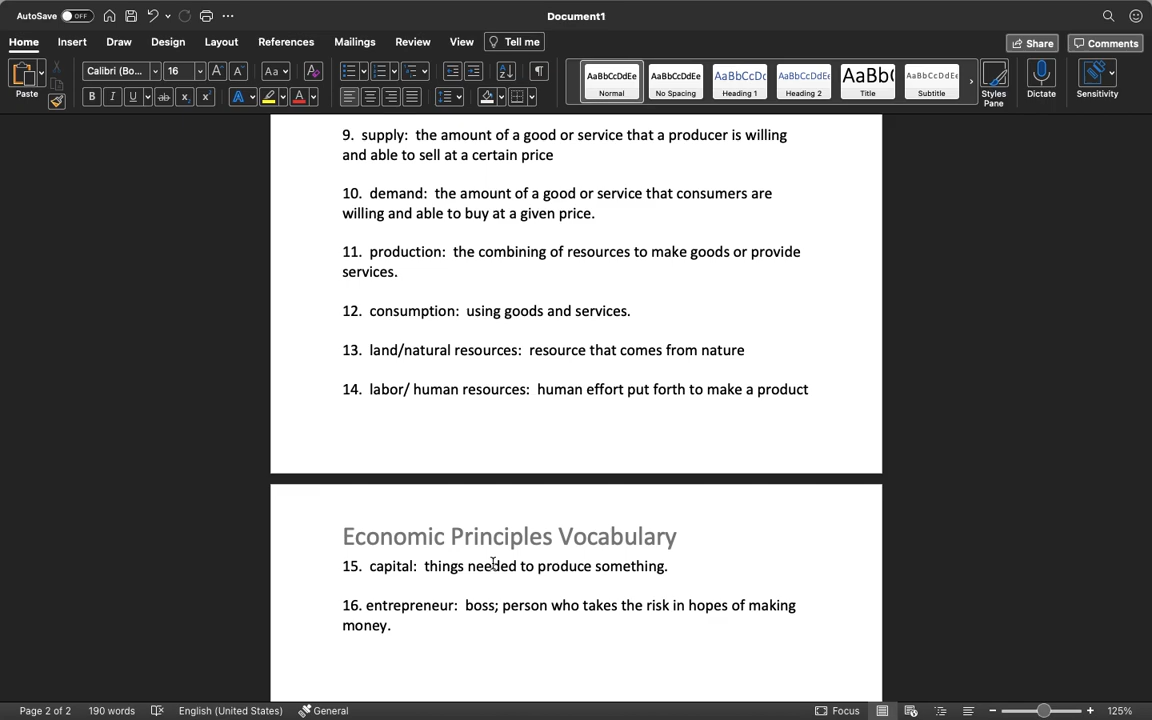 AutoSave OFF Document1
Home Insert Draw Design Layout References Mailings Review View Tell me Share Comments
Paste Calibri (Bo... 16 A A Aa A AaBbCcDdEe AaBbCcDdEe AaBbCcDc AaBbCcDdEe AaBb( AaBbCcDdEe
B I U ab x x A A Normal No Spacing Heading 1 Heading 2 Title Subtitle Styles Pane Dictate Sensitivity
9. supply: the amount of a good or service that a producer is willing
and able to sell at a certain price
10. demand: the amount of a good or service that consumers are
willing and able to buy at a given price.
11. production: the combining of resources to make goods or provide
services.
12. consumption: using goods and services.
13. land/natural resources: resource that comes from nature
14. labor/ human resources: human effort put forth to make a product
Economic Principles Vocabulary
15. capital: things needed to produce something.
16. entrepreneur: boss; person who takes the risk in hopes of making
money.
Page 2 of 2 190 words English (United States) General Focus 125%